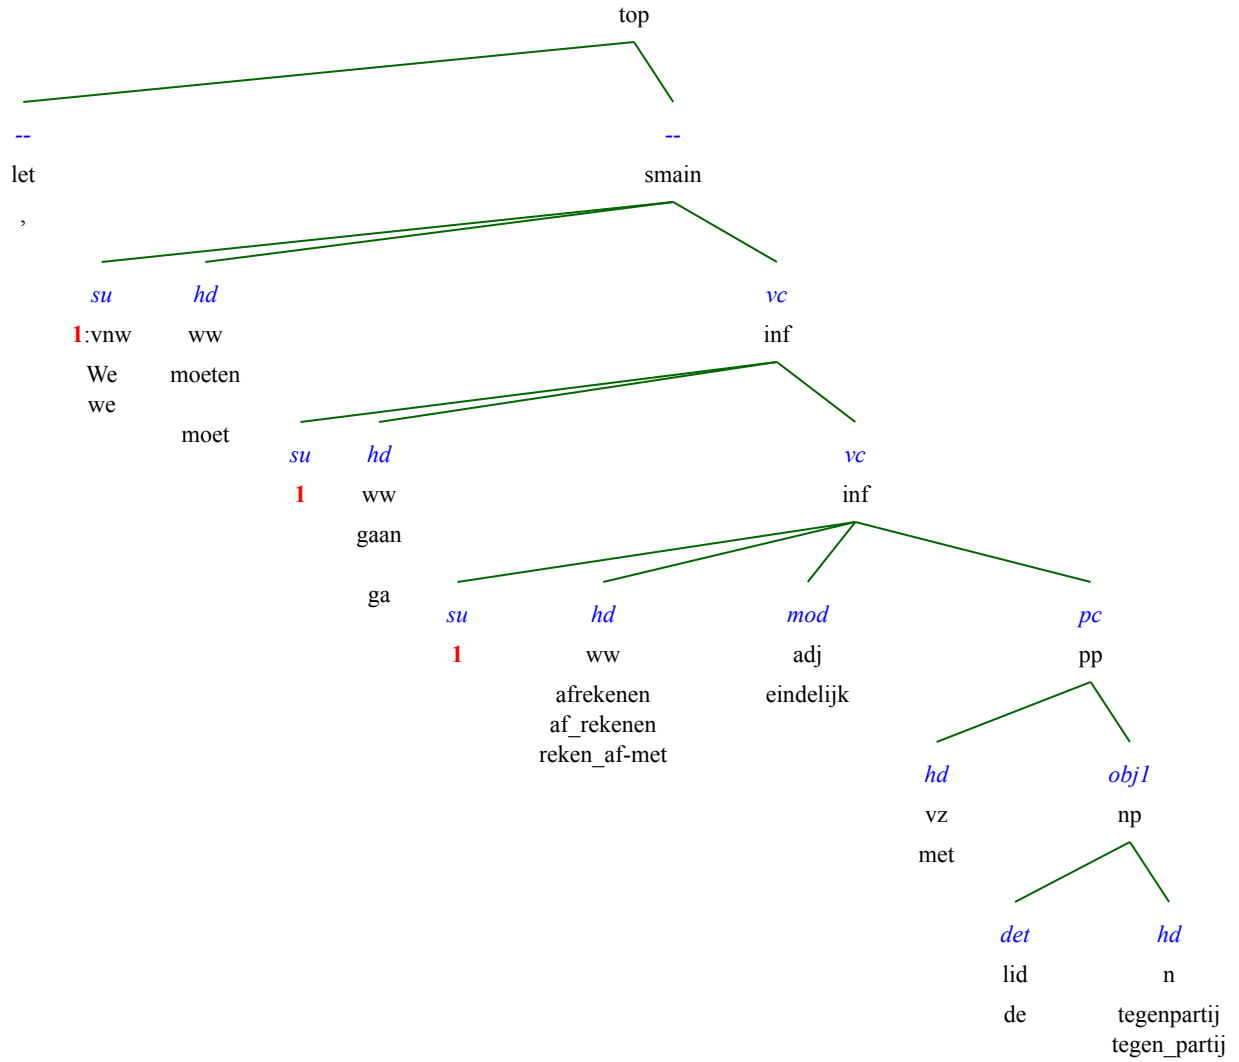 top
-- --
let smain
,
su hd vc
1:vnw ww inf
We moeten
we
moet
su hd vc
1 ww inf
gaan
ga
su hd mod pc
1 ww adj pp
afrekenen eindelijk
af_rekenen
reken_af-met
hd obj1
vz np
met
det hd
lid n
de tegenpartij
tegen_partij